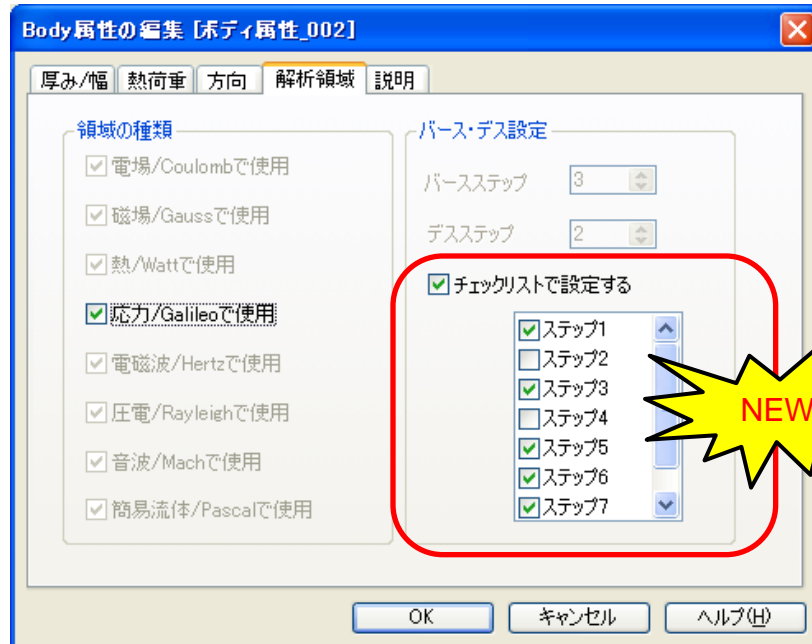 Body属性の編集 [ボディ属性_002]
厚み/幅 熱荷重 方向 解析領域 説明
領域の種類
電場/Coulombで使用
磁場/Gaussで使用
熱/Wattで使用
応力/Galileoで使用
電磁波/Hertzで使用
圧電/Rayleighで使用
音波/Machで使用
簡易流体/Pascalで使用
バース・デス設定
バースステップ 3
デスステップ 2
チェックリストで設定する
ステップ1
ステップ2
ステップ3
ステップ4
ステップ5
ステップ6
ステップ7
NEW
OK キャンセル ヘルプ(H)